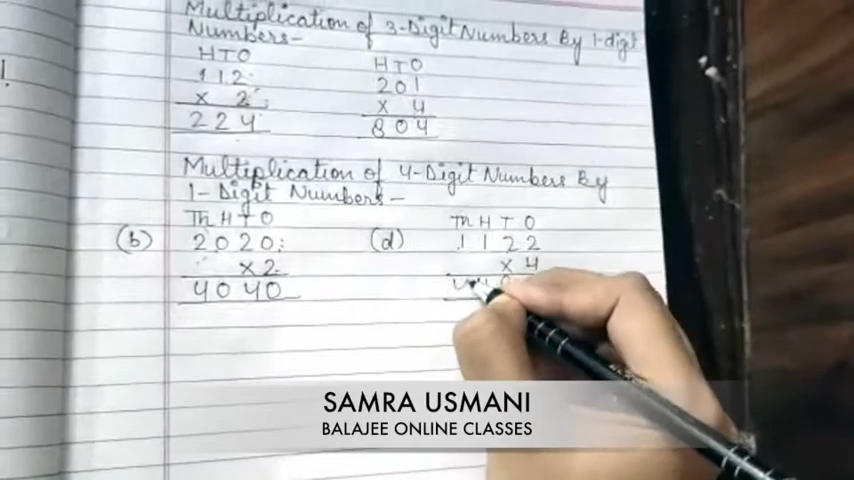 Multiplication of 3-Digit Numbers By 1-digit
Numbers-
HTO
112
x 2
224
HTO
201
x 4
804
Multiplication of 4-Digit Numbers By
1-Digit Numbers-
Th H T O
(b) 2020
x2
4040
Th H T O
(d) 1122
x 4
SAMRA USMANI
BALAJEE ONLINE CLASSES